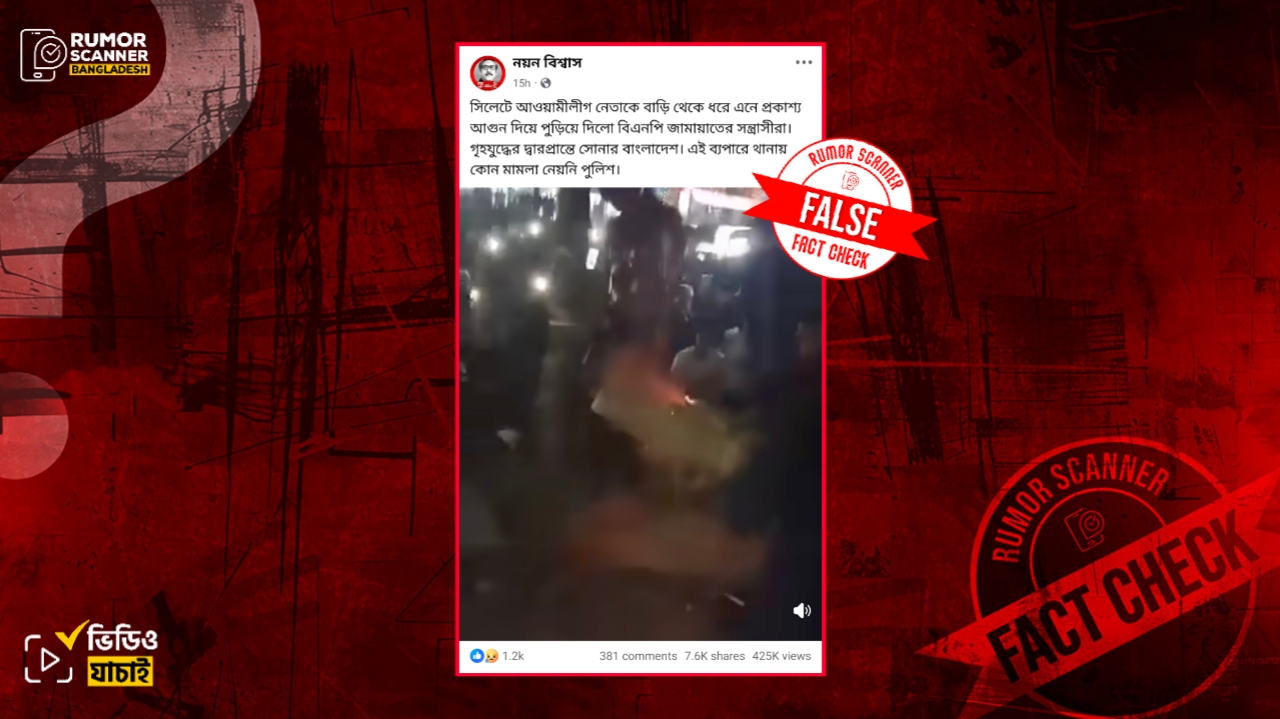 RUMOR
SCANNER
BANGLADESH
নয়ন বিশ্বাস
15h
সিলেটে আওয়ামীলীগ নেতাকে বাড়ি থেকে ধরে এনে প্রকাশ্য
আগুন দিয়ে পুড়িয়ে দিলো বিএনপি জামায়াতের সন্ত্রাসীরা।
গৃহযুদ্ধের দ্বারপ্রান্তে সোনার বাংলাদেশ। এই ব্যপারে থানায়
কোন মামলা নেয়নি পুলিশ।
RUMOR SCANNER
FALSE
FACT CHECK
1.2k 381 comments 7.6K shares 425K views
ভিডিও
যাচাই
RUMOR SCANNER
FACT CHECK